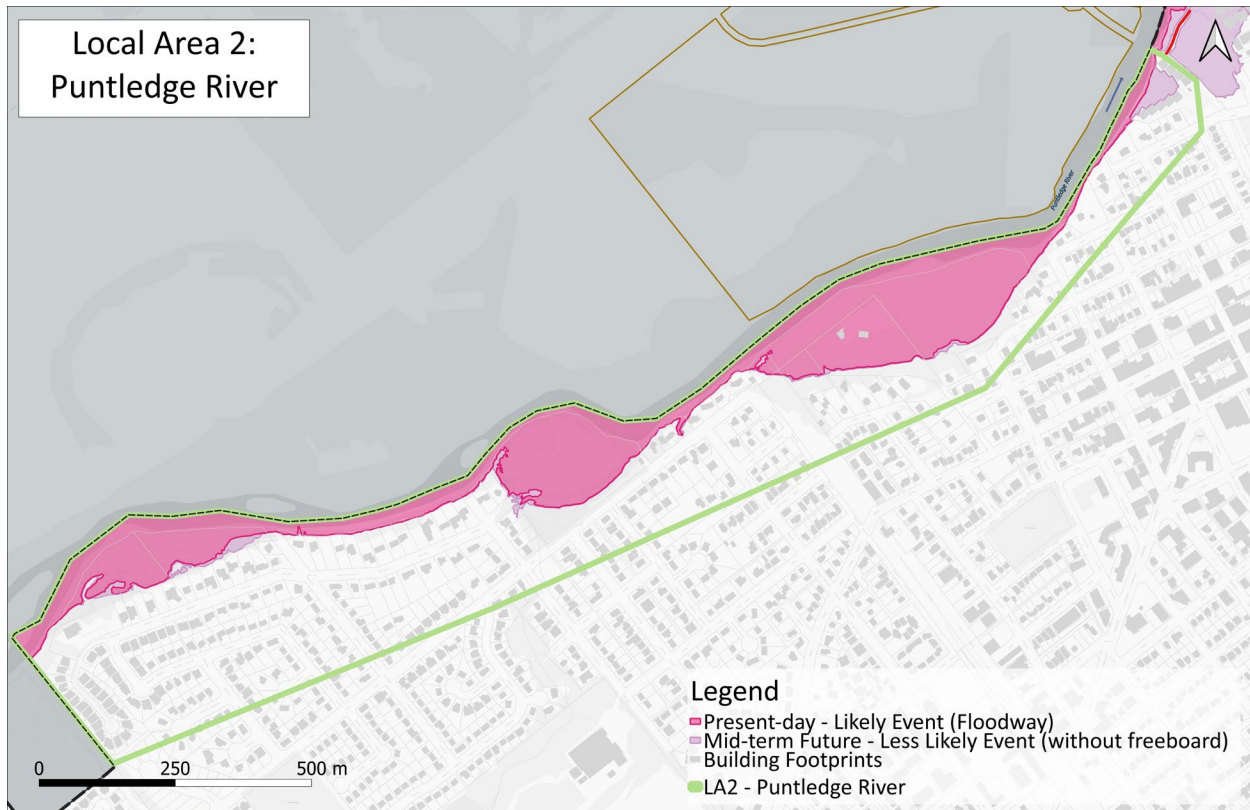 Local Area 2:
Puntledge River
Puntledge River
Legend
Present-day - Likely Event (Floodway)
Mid-term Future - Less Likely Event (without freeboard)
Building Footprints
LA2 - Puntledge River
0 250 500 m